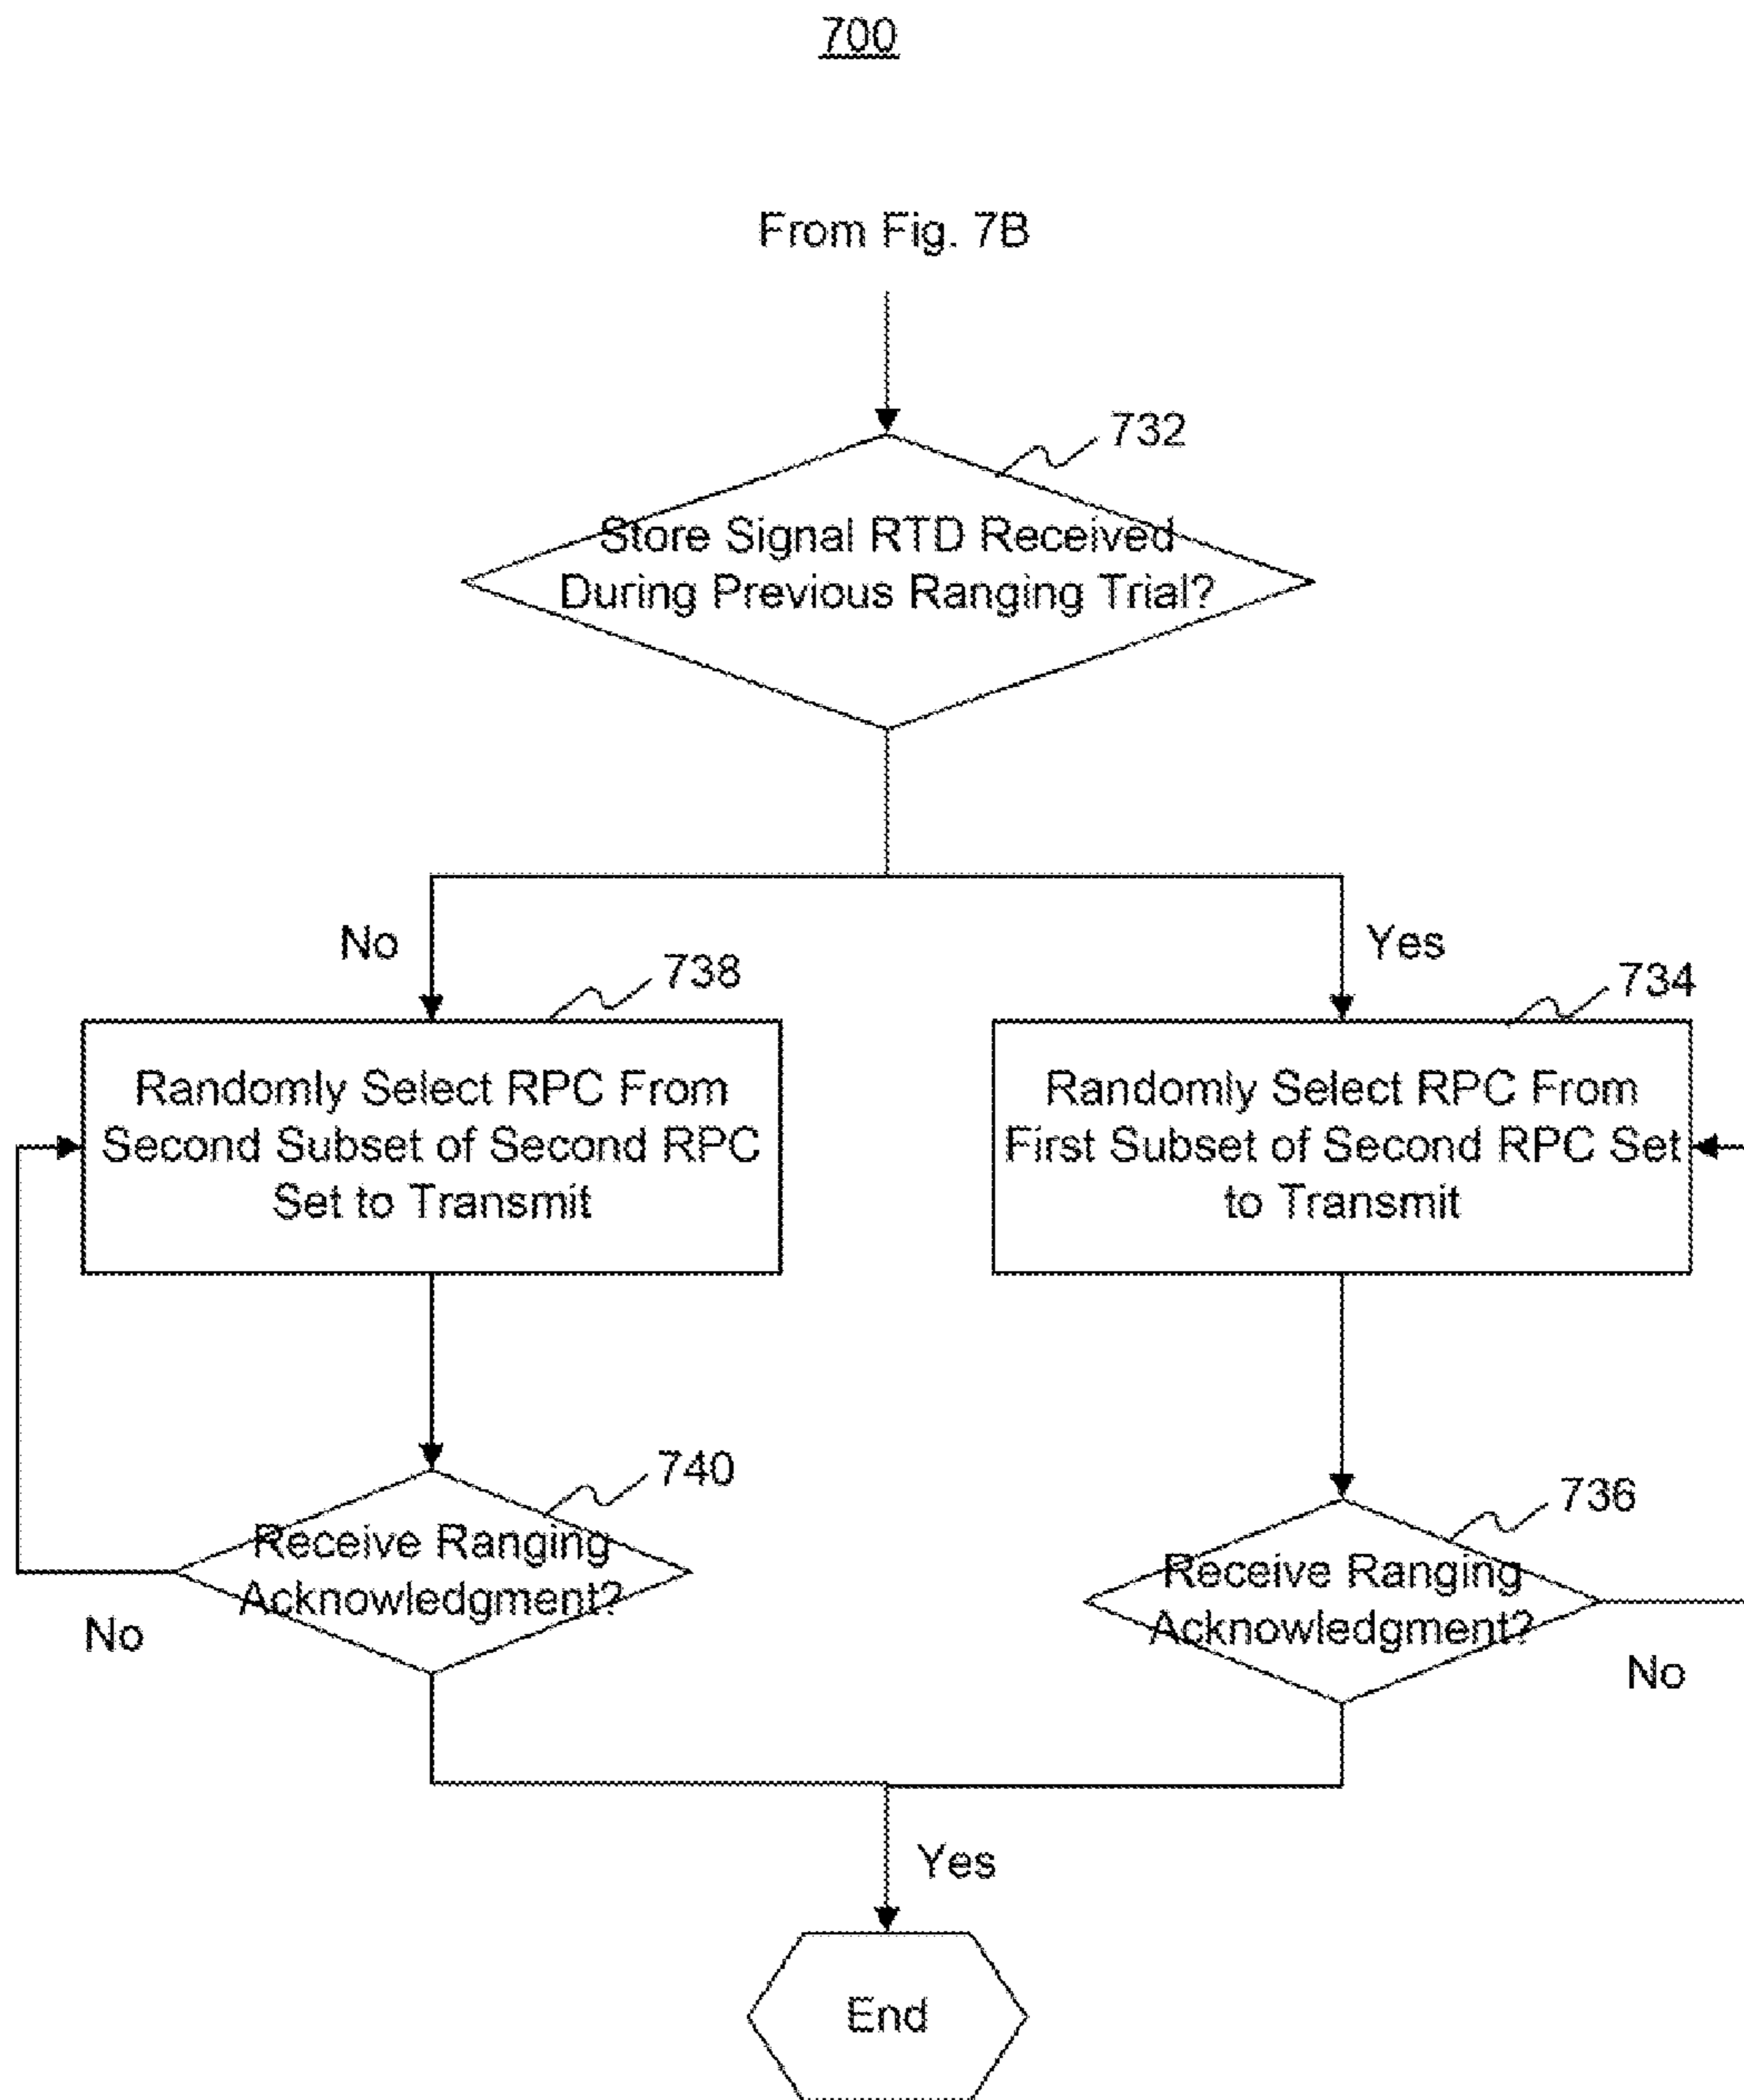 700
From Fig. 7B
732
Store Signal RTD Received
During Previous Ranging Trial?
No
Yes
738
734
Randomly Select RPC From
Second Subset of Second RPC
Set to Transmit
Randomly Select RPC From
First Subset of Second RPC Set
to Transmit
740
736
Receive Ranging
Acknowledgment?
Receive Ranging
Acknowledgment?
No
No
Yes
End